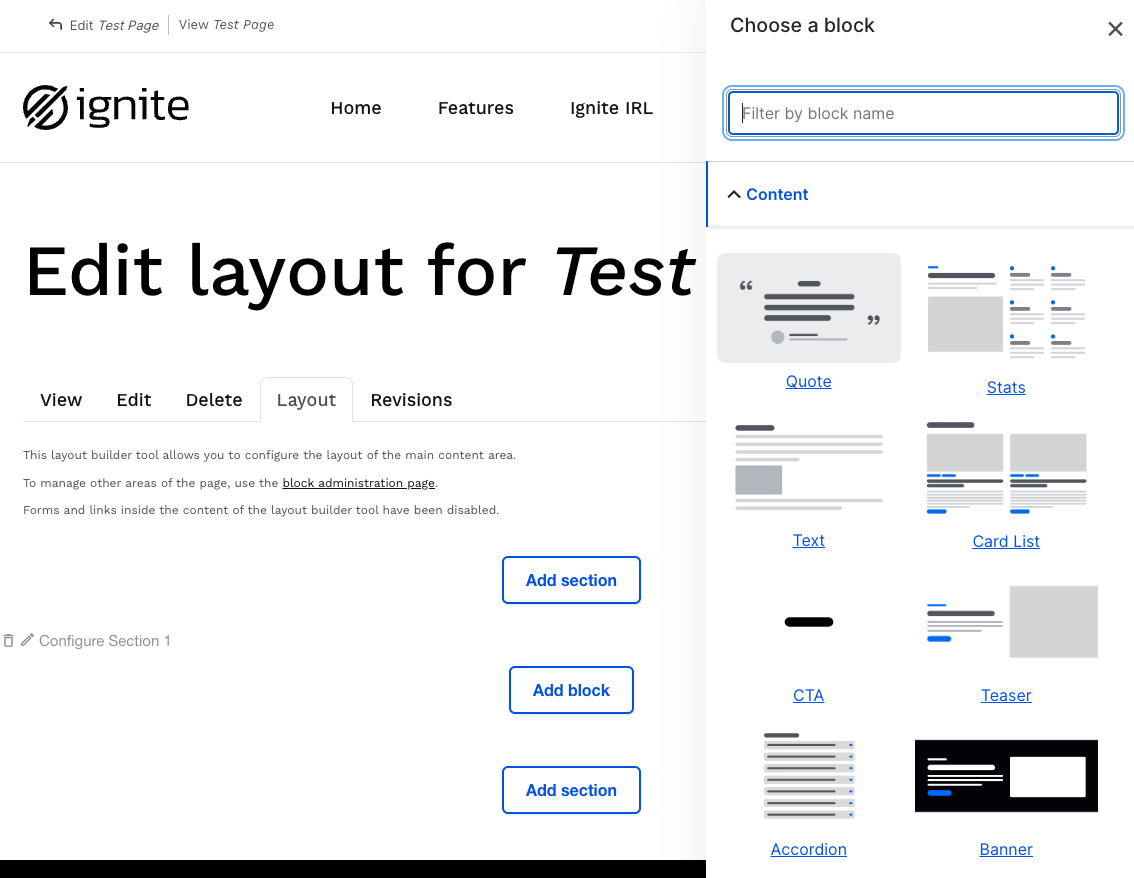 Edit Test Page
View Test Page
ignite
Home
Features
Ignite IRL
Edit layout for Test
View
Edit
Delete
Layout
Revisions
This layout builder tool allows you to configure the layout of the main content area.
To manage other areas of the page, use the block administration page.
Forms and links inside the content of the layout builder tool have been disabled.
Add section
Configure Section 1
Add block
Add section
Choose a block
Filter by block name
Content
“
”
Quote
Stats
Text
Card List
CTA
Teaser
Accordion
Banner